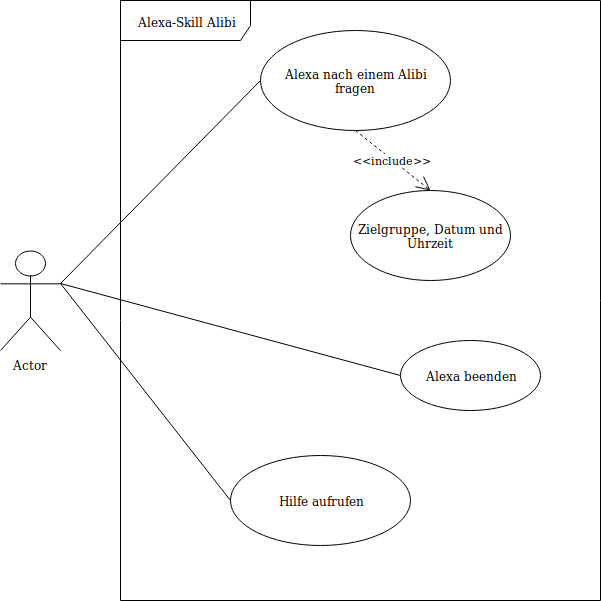 Alexa-Skill Alibi
Alexa nach einem Alibi
fragen
<<include>>
Zielgruppe, Datum und
Uhrzeit
Actor
Alexa beenden
Hilfe aufrufen